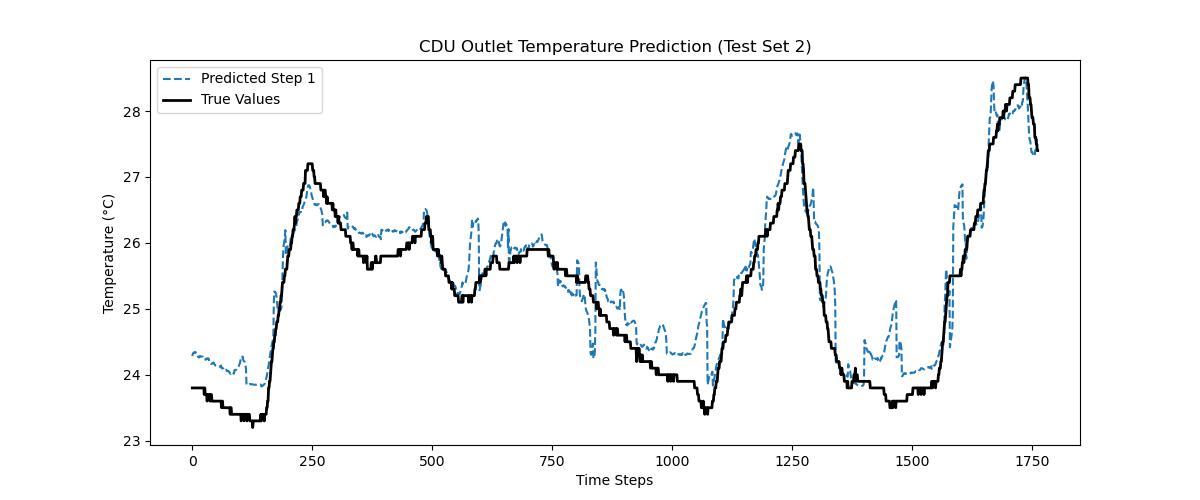 CDU Outlet Temperature Prediction (Test Set 2)
Predicted Step 1
True Values
28
27
26
25
24
23
Temperature (°C)
0 250 500 750 1000 1250 1500 1750
Time Steps